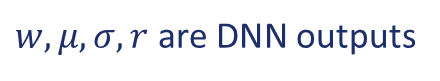 𝑤, 𝜇, 𝜎, 𝑟 are DNN outputs